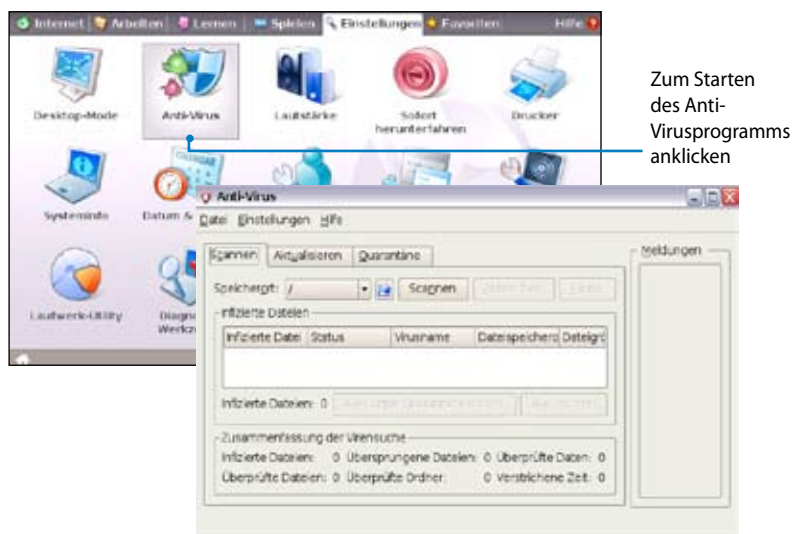 Internet Arbeiten Lernen Spielen Einstellungen Favoriten Hilfe
Desktop-Mode Anti-Virus Lautstärke Sofort herunterfahren Drucker
Zum Starten
des Anti-
Virusprogramms
anklicken
Systeminfo Datum &
Laufwerk-Utility
Anti-Virus
Datei Einstellungen Hilfe
Scannen Aktualisieren Quarantäne
Meldungen
Speicherort: / Scannen
Infizierte Dateien
Infizierte Datei Status Virusname Dateispeicherо Dateigrö
Infizierte Dateien: 0
Zusammenfassung der Virensuche
Infizierte Dateien: 0 Übersprungene Dateien: 0 Überprüfte Daten: 0
Überprüfte Dateien: 0 Überprüfte Ordner: 0 Verstrichene Zeit: 0